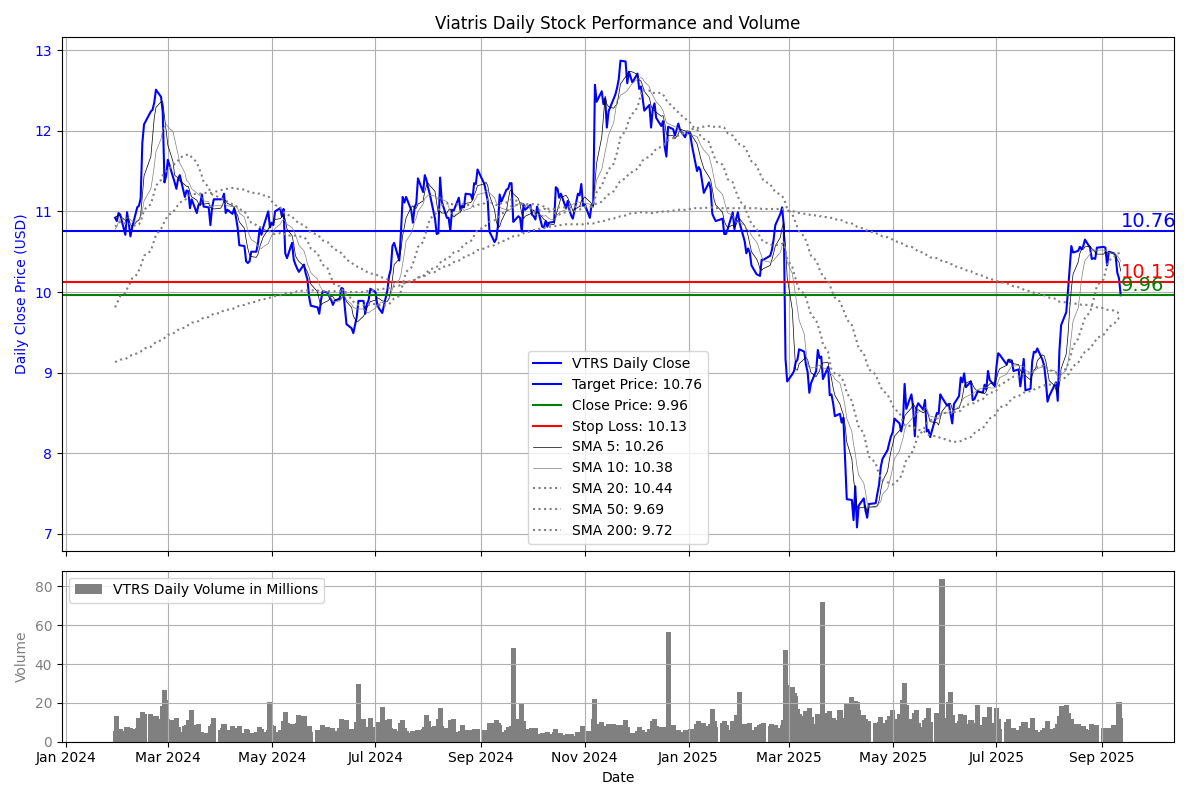 Viatris Daily Stock Performance and Volume
Daily Close Price (USD)
13
12
11
10
9
8
7
10.76
10.13
9.96
VTRS Daily Close
Target Price: 10.76
Close Price: 9.96
Stop Loss: 10.13
SMA 5: 10.26
SMA 10: 10.38
SMA 20: 10.44
SMA 50: 9.69
SMA 200: 9.72
Volume
80
60
40
20
0
VTRS Daily Volume in Millions
Jan 2024 Mar 2024 May 2024 Jul 2024 Sep 2024 Nov 2024 Jan 2025 Mar 2025 May 2025 Jul 2025 Sep 2025
Date